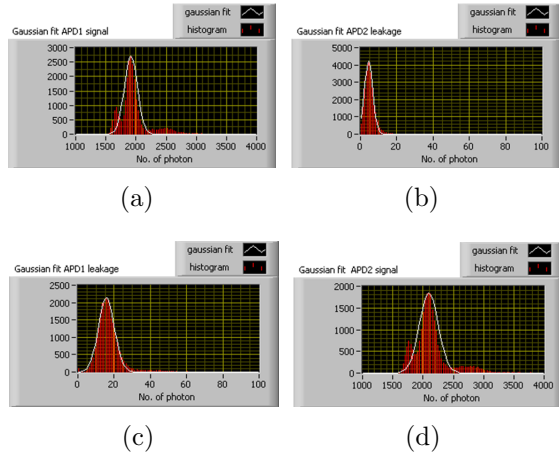 gaussian fit
Gaussian fit APD1 signal
histogram
3000
2500
2000
1500
1000
500
0
1000 1500 2000 2500 3000 3500 4000
No. of photon
(a)
gaussian fit
Gaussian fit APD2 leakage
histogram
5000
4000
3000
2000
1000
0
0 20 40 60 80 100
No. of photon
(b)
gaussian fit
Gaussian fit APD1 leakage
histogram
2500
2000
1500
1000
500
0
0 20 40 60 80 100
No. of photon
(c)
gaussian fit
Gaussian fit APD2 signal
histogram
2000
1500
1000
500
0
1000 1500 2000 2500 3000 3500 4000
No. of photon
(d)